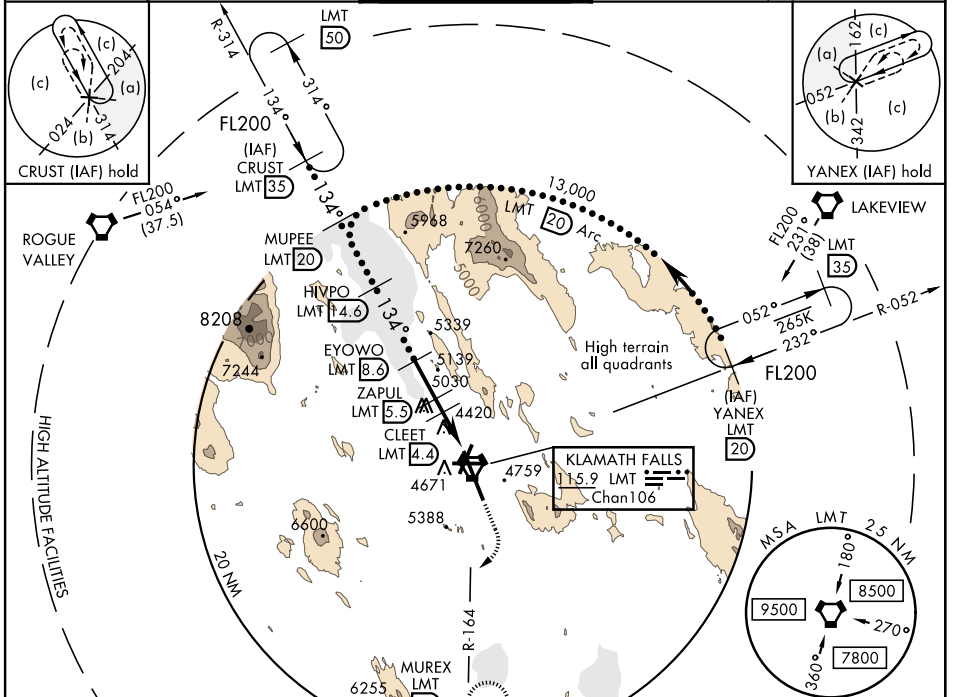 LMT
50
R-314
314°
134°
FL200
(IAF)
CRUST
LMT 35
134°
(c)
204
(c)
(a)
024
(b)
314
CRUST (IAF) hold
162
(c)
(a)
052
(b)
342
(c)
YANEX (IAF) hold
FL200
054°
(37.5)
ROGUE
VALLEY
LAKEVIEW
FL200
231°
(38)
LMT
35
13,000
LMT 20 Arc
5968
6000
7260
5000
MUPEE
LMT 20
HIVPO
LMT 14.6
134°
8208
7000
7244
5339
EYOWO
LMT 8.6
5139
5030
ZAPUL
LMT 5.5
4420
CLEET
LMT 4.4
4671
4759
5388
6600
High terrain
all quadrants
052°
265K
232°
R-052
FL200
(IAF)
YANEX
LMT
20
KLAMATH FALLS
115.9 LMT
Chan106
HIGH ALTITUDE FACILITIES
20 NM
R-164
6255
MUREX
LMT
MSA LMT 25 NM
180°
8500
9500
270°
7800
360°